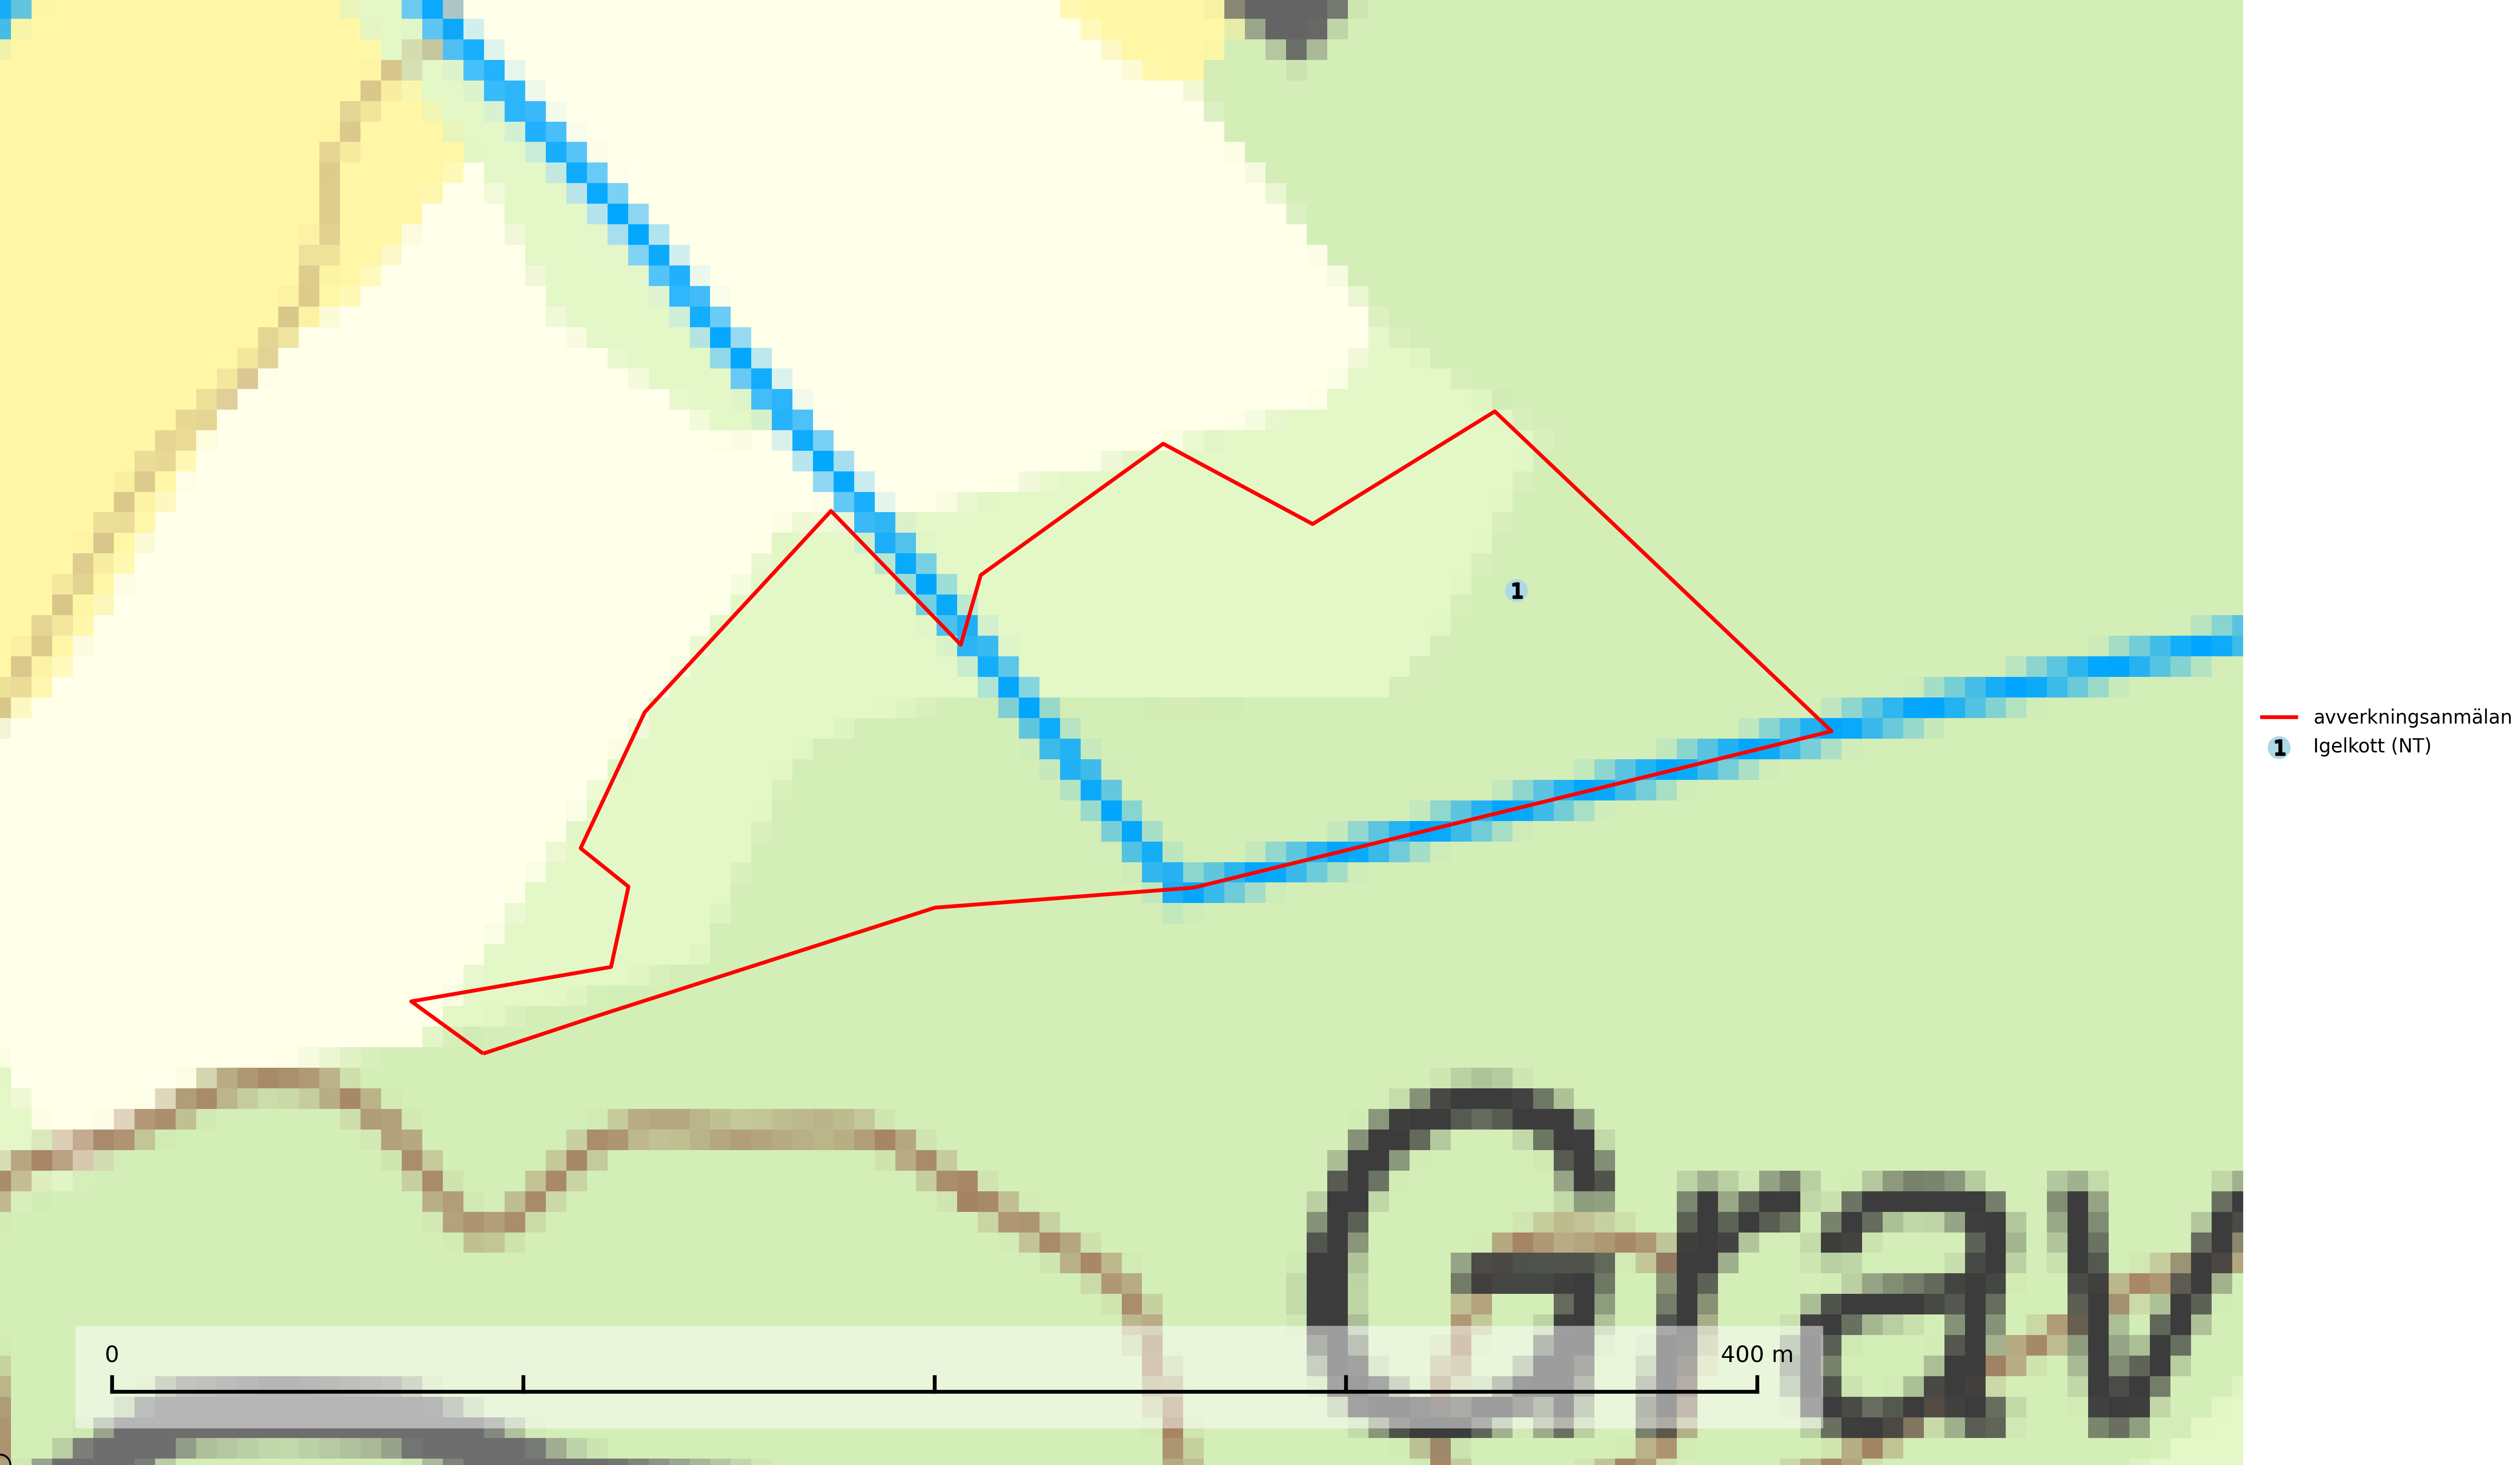 1
avverkningsanmälan
1 Igelkott (NT)
Grav
0 400 m